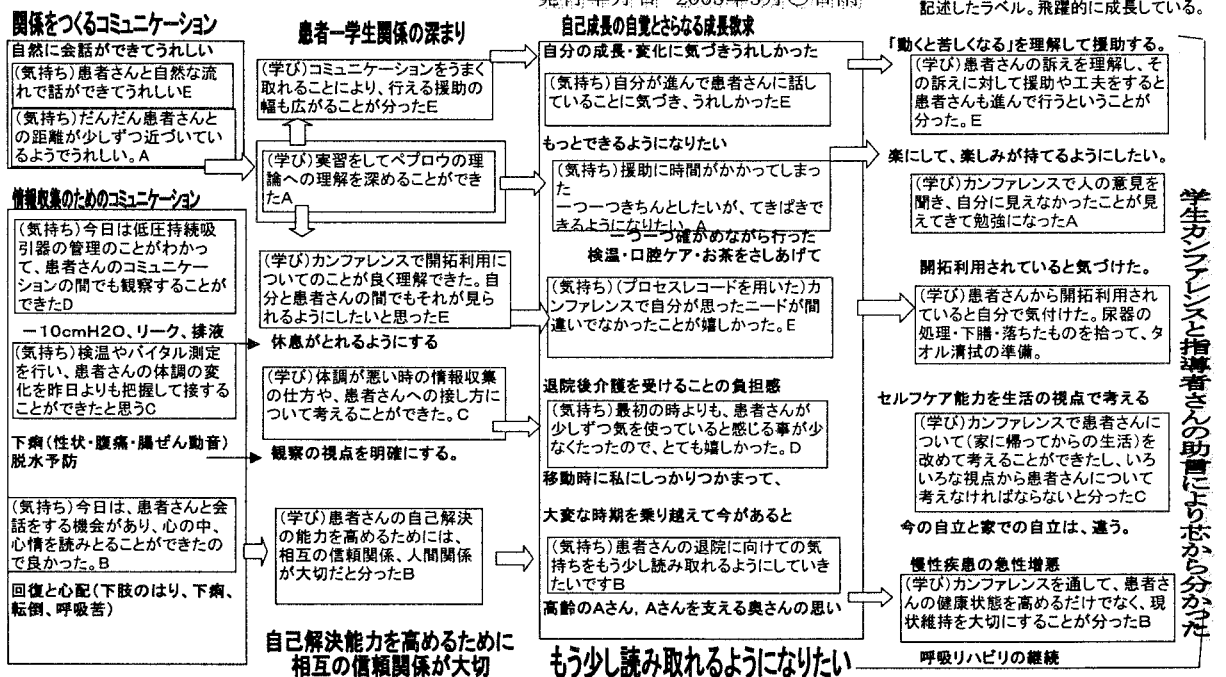 記述したラベル。飛躍的に成長している。
関係をつくるコミュニケーション
自然に会話ができてうれしい
(気持ち)患者さんと自然な流
れで話ができてうれしいE
(気持ち)だんだん患者さんと
の距離が少しずつ近づいてい
るようでうれしい。A
情報収集のためのコミュニケーション
(気持ち)今日は低圧持続吸
引器の管理のことがわかっ
て、患者さんのコミュニケー
ションの間でも観察することが
できたD
－10cmH2O、リーク、排液
(気持ち)検温やバイタル測定
を行い、患者さんの体調の変
化を昨日よりも把握して接する
ことができたと思うC
下痢(性状・腹痛・腸ぜん動音)
脱水予防
(気持ち)今日は、患者さんと会
話をする機会があり、心の中、
心情を読みとることができたの
で良かった。B
回復と心配(下肢のはり、下痢、
転倒、呼吸苦)
患者―学生関係の深まり
(学び)コミュニケーションをうまく
取れることにより、行える援助の
幅も広がることが分ったE
(学び)実習をしてペプロウの理
論への理解を深めることができ
たA
(学び)カンファレンスで開拓利用に
ついてのことが良く理解できた。自
分と患者さんの間でもそれが見ら
れるようにしたいと思ったE
休息がとれるようにする
(学び)体調が悪い時の情報収集
の仕方や、患者さんへの接し方に
ついて考えることができた。C
観察の視点を明確にする。
(学び)患者さんの自己解決
の能力を高めるためには、
相互の信頼関係、人間関係
が大切だと分ったB
自己解決能力を高めるために
相互の信頼関係が大切
自己成長の自覚とさらなる成長欲求
自分の成長・変化に気づきうれしかった
(気持ち)自分が進んで患者さんに話し
ていることに気づき、うれしかったE
もっとできるようになりたい
(気持ち)援助に時間がかかってしまっ
た
一つ一つきちんとしたいが、てきぱきで
きるようになりたい。A
一つ一つ確かめながら行った
検温・口腔ケア・お茶をさしあげて
(気持ち)(プロセスレコードを用いた)カ
ンファレンスで自分が思ったニードが間
違いでなかったことが嬉しかった。E
退院後介護を受けることの負担感
(気持ち)最初の時よりも、患者さんが
少しずつ気を使っていると感じる事が少
なくたったので、とても嬉しかった。D
移動時に私にしっかりつかまって、
大変な時期を乗り越えて今があると
(気持ち)患者さんの退院に向けての気
持ちをもう少し読み取れるようにしていき
たいですB
高齢のAさん，Aさんを支える奥さんの思い
もう少し読み取れるようになりたい
「動くと苦しくなる」を理解して援助する。
(学び)患者さんの訴えを理解し、そ
の訴えに対して援助や工夫をすると
患者さんも進んで行うということが
分った。E
楽にして、楽しみが持てるようにしたい。
(学び)カンファレンスで人の意見を
聞き、自分に見えなかったことが見
えてきて勉強になったA
開拓利用されていると気づけた。
(学び)患者さんから開拓利用され
ていると自分で気付けた。尿器の
処理・下膳・落ちたものを拾って、タ
オル清拭の準備。
セルフケア能力を生活の視点で考える
(学び)カンファレンスで患者さんに
ついて(家に帰ってからの生活)を
改めて考えることができたし、いろ
いろな視点から患者さんについて
考えなければならないと分ったC
今の自立と家での自立は、違う。
慢性疾患の急性増悪
(学び)カンファレンスを通して、患者さ
んの健康状態を高めるだけでなく、現
状維持を大切にすることが分ったB
呼吸リハビリの継続
学生カンファレンスと指導者さんの助言により芯から分かった